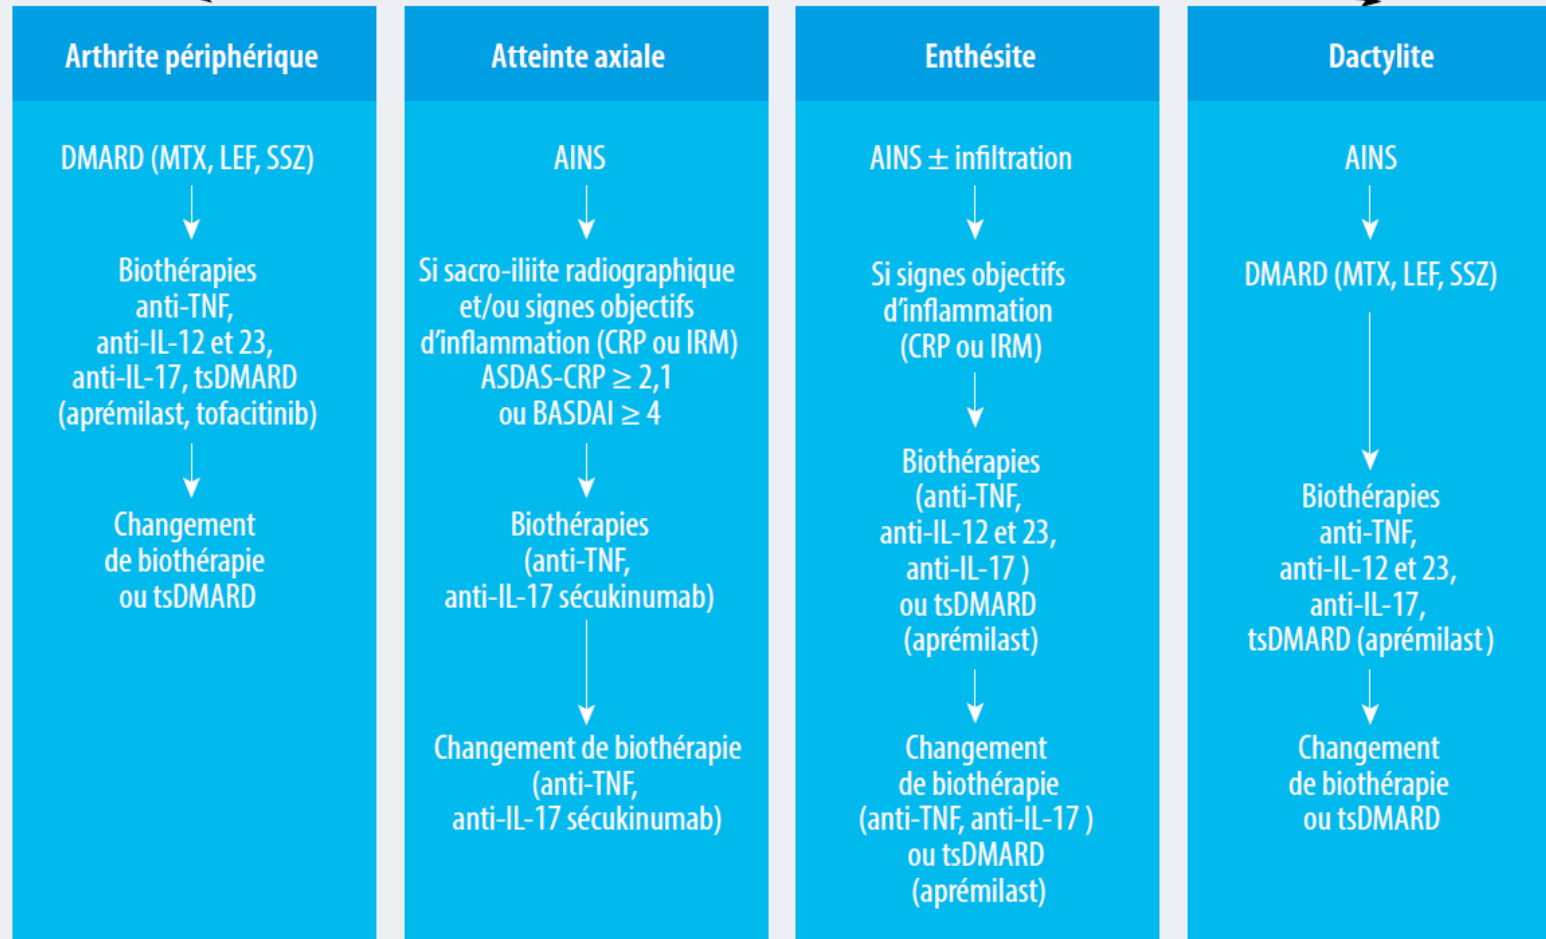 Arthrite périphérique
DMARD (MTX, LEF, SSZ)
Biothérapies
anti-TNF,
anti-IL-12 et 23,
anti-IL-17, tsDMARD
(aprémilast, tofacitinib)
Changement
de biothérapie
ou tsDMARD
Atteinte axiale
AINS
Si sacro-iliite radiographique
et/ou signes objectifs
d’inflammation (CRP ou IRM)
ASDAS-CRP ≥ 2,1
ou BASDAI ≥ 4
Biothérapies
(anti-TNF,
anti-IL-17 sécukinumab)
Changement de biothérapie
(anti-TNF,
anti-IL-17 sécukinumab)
Enthésite
AINS ± infiltration
Si signes objectifs
d’inflammation
(CRP ou IRM)
Biothérapies
(anti-TNF,
anti-IL-12 et 23,
anti-IL-17 )
ou tsDMARD
(aprémilast)
Changement
de biothérapie
(anti-TNF, anti-IL-17 )
ou tsDMARD
(aprémilast)
Dactylite
AINS
DMARD (MTX, LEF, SSZ)
Biothérapies
anti-TNF,
anti-IL-12 et 23,
anti-IL-17,
tsDMARD (aprémilast )
Changement
de biothérapie
ou tsDMARD